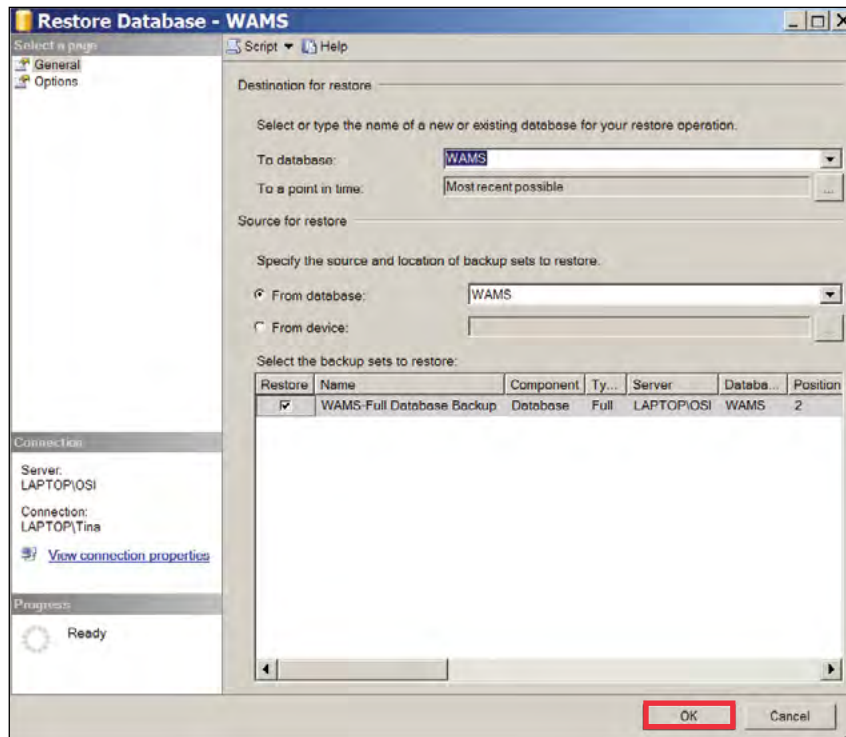 Restore Database - WAMS
Select a page
General
Options
Script Help
Destination for restore
Select or type the name of a new or existing database for your restore operation.
To database: WAMS
To a point in time: Most recent possible ...
Source for restore
Specify the source and location of backup sets to restore.
From database: WAMS
From device: ...
Select the backup sets to restore:
Restore Name Component Ty... Server Databa... Position
WAMS-Full Database Backup Database Full LAPTOP\OSI WAMS 2
Connection
Server:
LAPTOP\OSI
Connection:
LAPTOP\Tina
View connection properties
Progress
Ready
OK Cancel